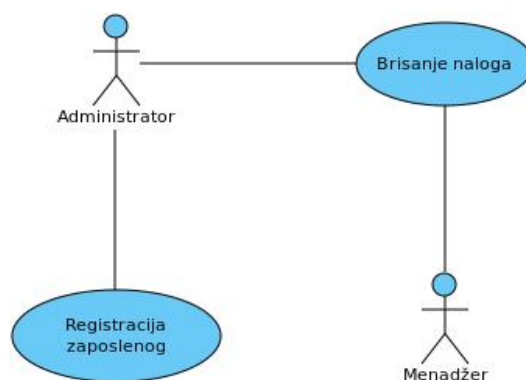 Brisanje naloga
Administrator
Registracija
zaposlenog
Menadžer